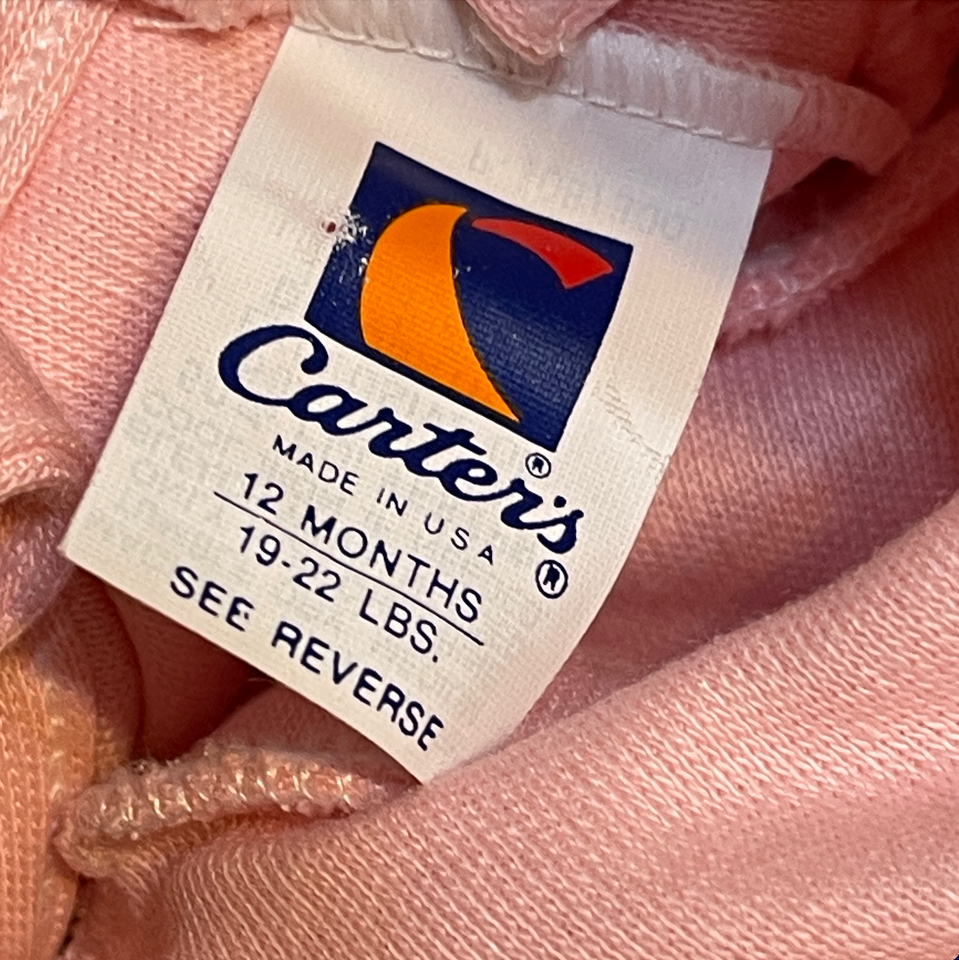 Carter's®
®
MADE IN USA
12 MONTHS
19-22 LBS.
SEE REVERSE